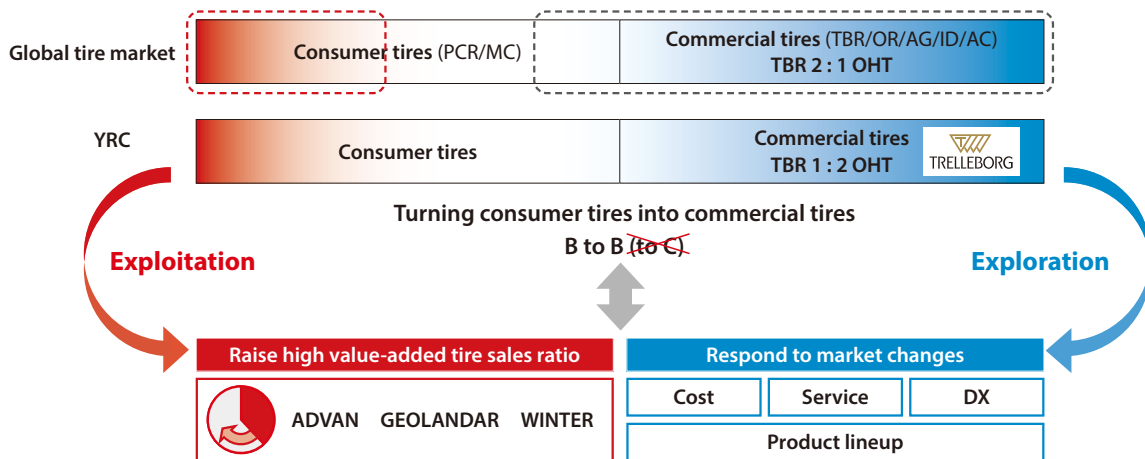 Global tire market
Consumer tires (PCR/MC)
Commercial tires (TBR/OR/AG/ID/AC)
TBR 2 : 1 OHT
YRC
Consumer tires
Commercial tires
TBR 1 : 2 OHT
TRELLEBORG
Turning consumer tires into commercial tires
B to B (to C)
Exploitation
Exploration
Raise high value-added tire sales ratio
Respond to market changes
ADVAN GEOLANDAR WINTER
Cost Service DX
Product lineup